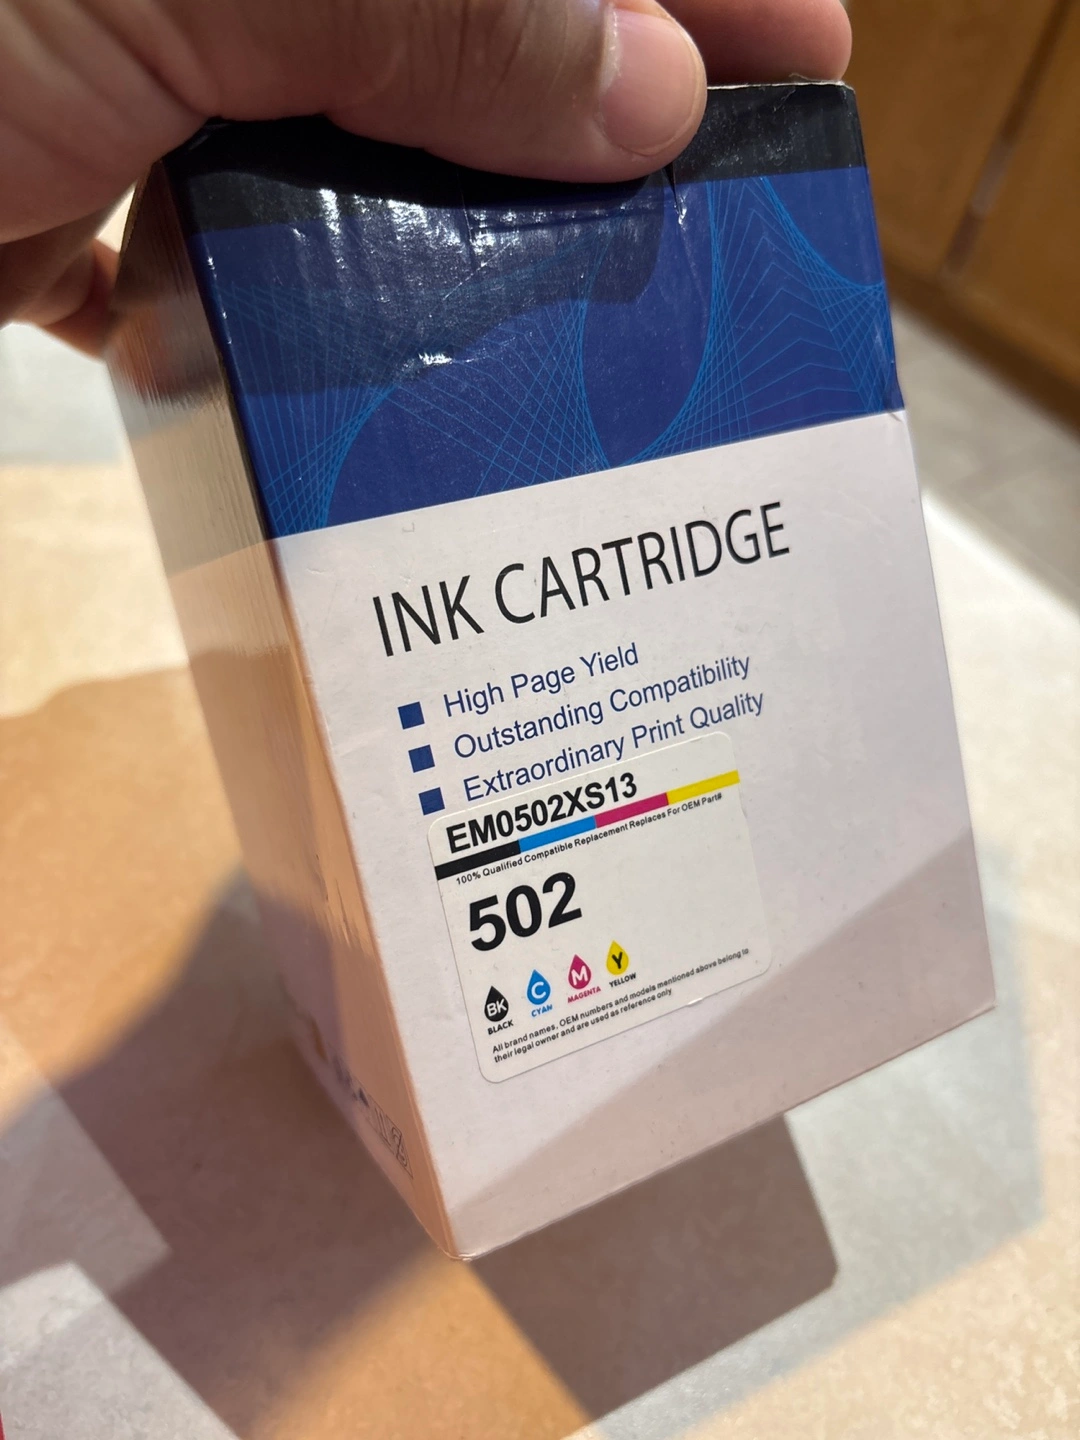 INK CARTRIDGE
High Page Yield
Outstanding Compatibility
Extraordinary Print Quality
EM0502XS13
100% Qualified Compatible Replacement Replaces For OEM Part#
502
BK C M Y
BLACK CYAN MAGENTA YELLOW
All brand names, OEM numbers and models mentioned above belong to
their legal owner and are used as reference only